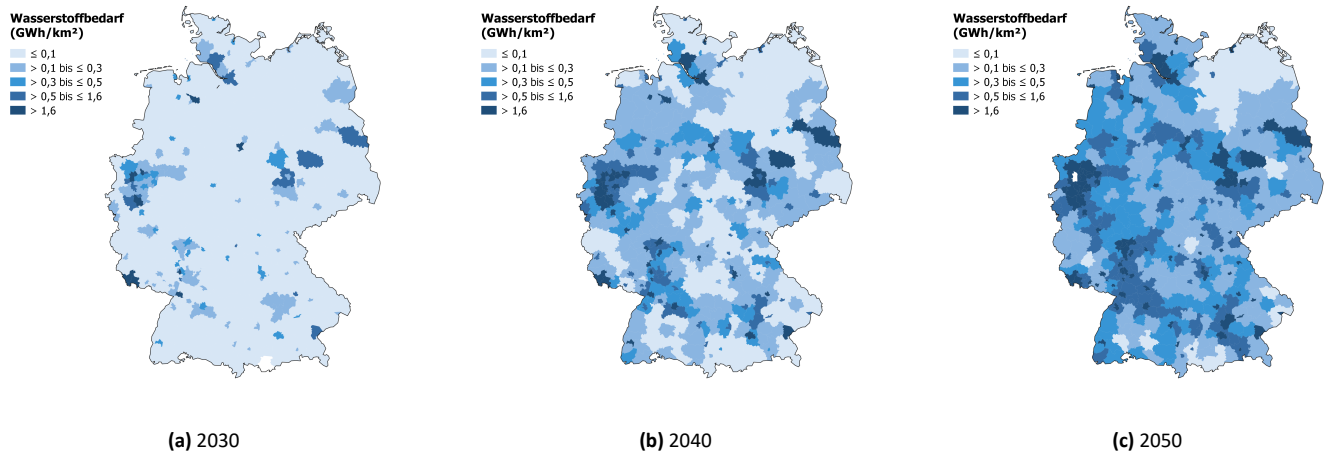 Wasserstoffbedarf
(GWh/km²)
≤ 0,1
> 0,1 bis ≤ 0,3
> 0,3 bis ≤ 0,5
> 0,5 bis ≤ 1,6
> 1,6
(a) 2030
Wasserstoffbedarf
(GWh/km²)
≤ 0,1
> 0,1 bis ≤ 0,3
> 0,3 bis ≤ 0,5
> 0,5 bis ≤ 1,6
> 1,6
(b) 2040
Wasserstoffbedarf
(GWh/km²)
≤ 0,1
> 0,1 bis ≤ 0,3
> 0,3 bis ≤ 0,5
> 0,5 bis ≤ 1,6
> 1,6
(c) 2050